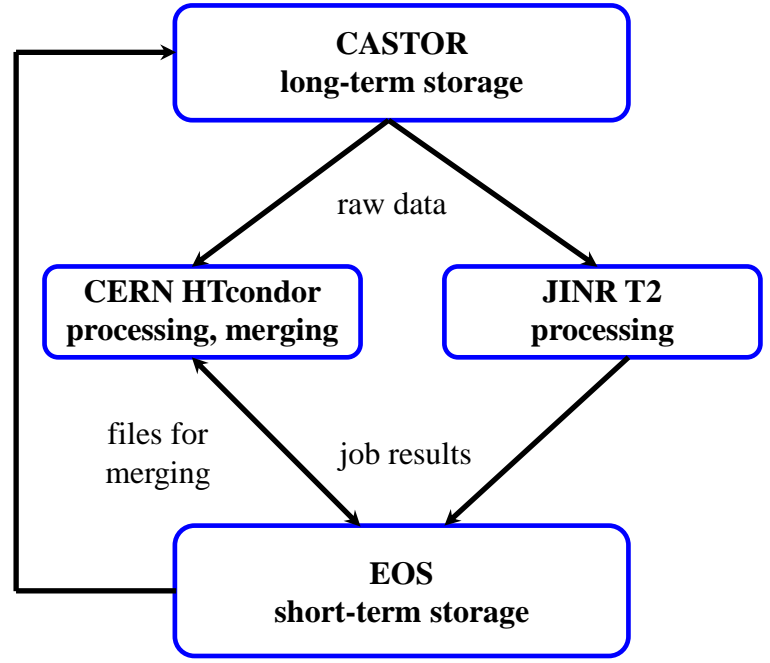 CASTOR
long-term storage
raw data
CERN HTcondor
processing, merging
JINR T2
processing
files for
merging
job results
EOS
short-term storage